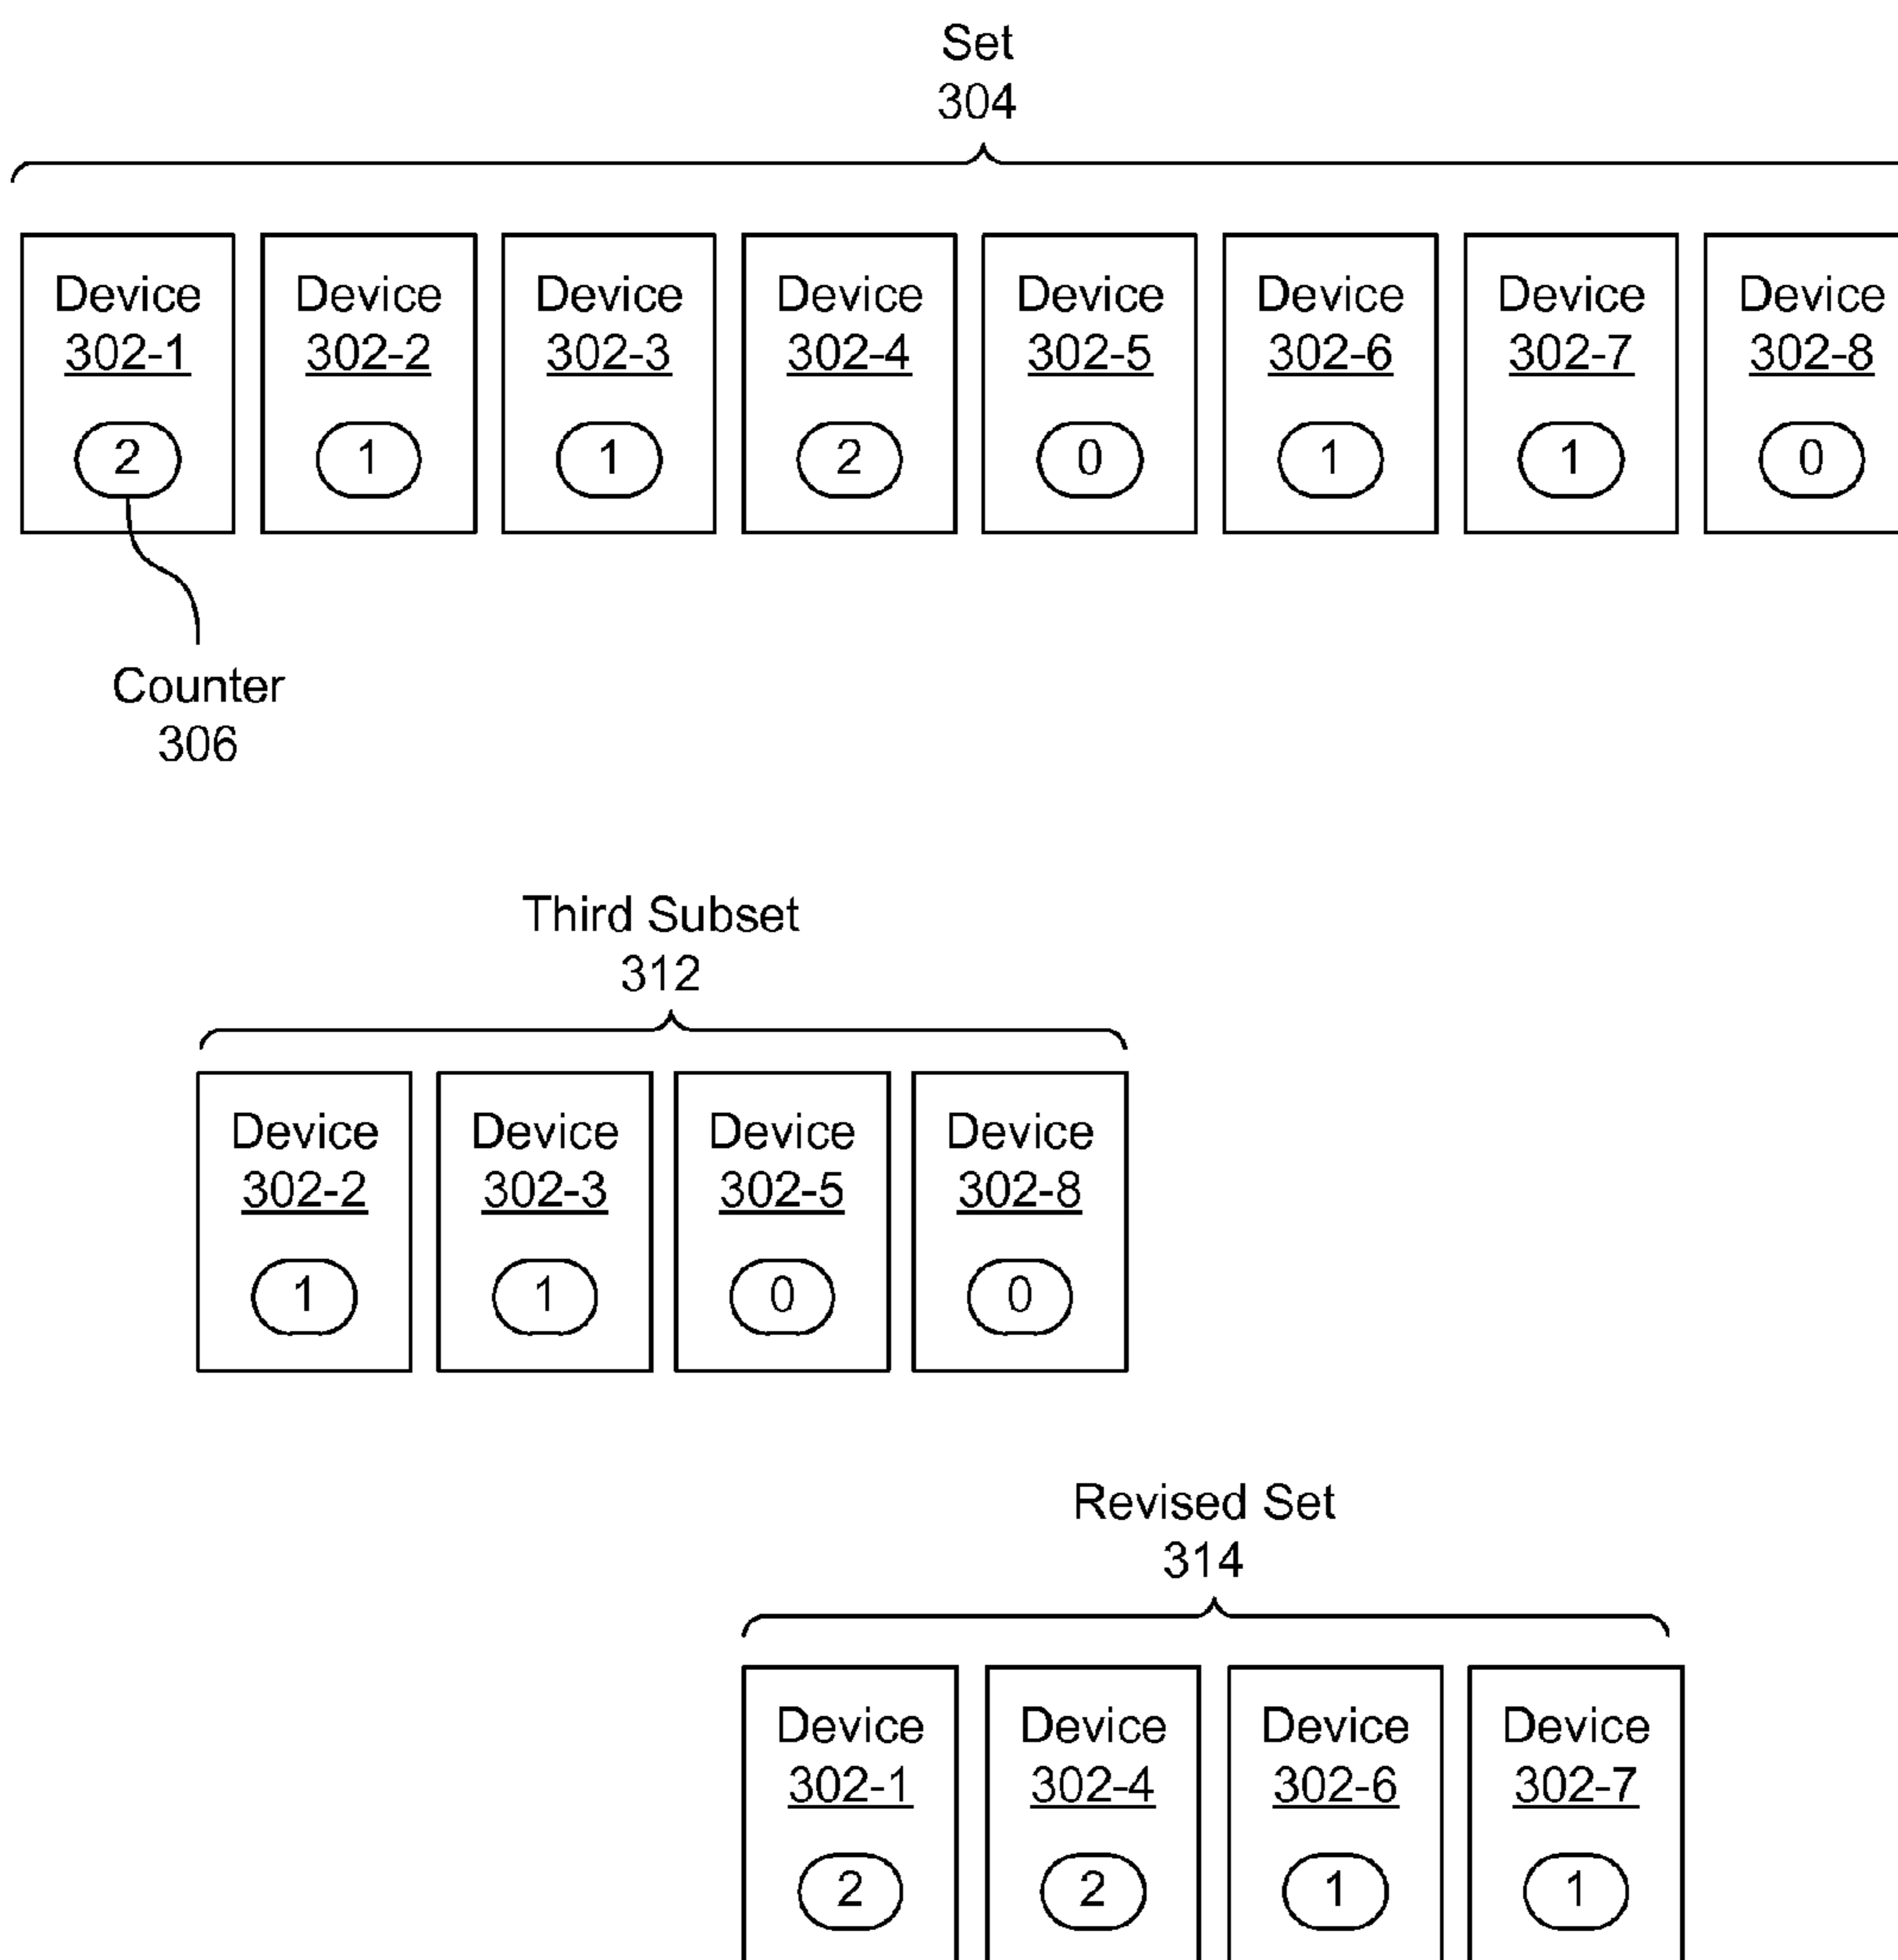 Set
304
Device Device Device Device Device Device Device Device
302-1 302-2 302-3 302-4 302-5 302-6 302-7 302-8
2 1 1 2 0 1 1 0
Counter
306
Third Subset
312
Device Device Device Device
302-2 302-3 302-5 302-8
1 1 0 0
Revised Set
314
Device Device Device Device
302-1 302-4 302-6 302-7
2 2 1 1